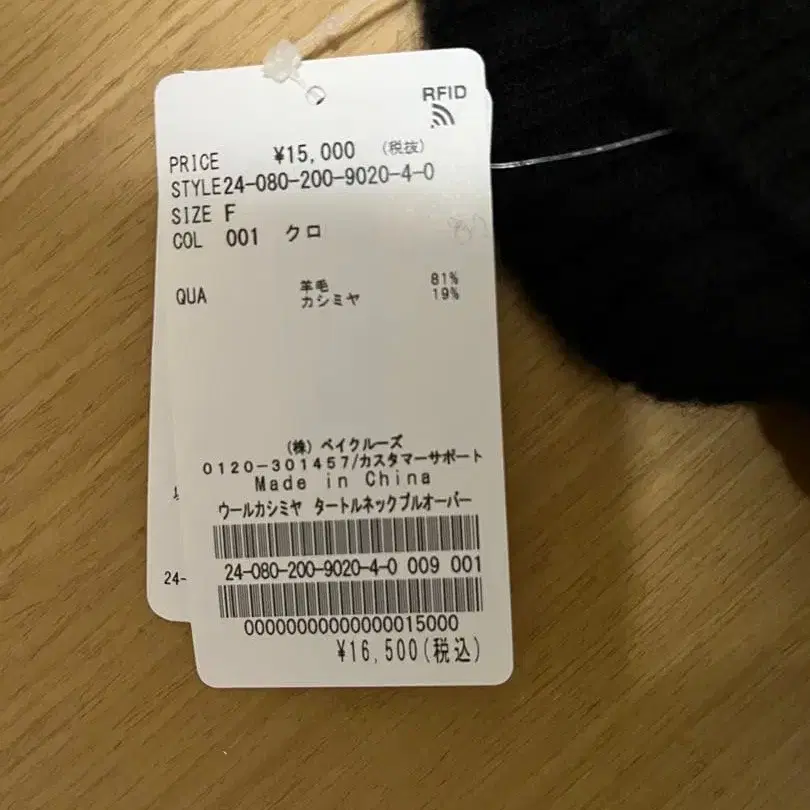 RFID
PRICE ¥15,000 (税抜)
STYLE24-080-200-9020-4-0
SIZE F
COL 001 クロ
QUA 羊毛 81%
カシミヤ 19%
(株) ベイクルーズ
0120-301457/カスタマーサポート
Made in China
ウールカシミヤ タートルネックプルオーバー
24-080-200-9020-4-0 009 001
00000000000000015000
¥16,500(税込)
24-